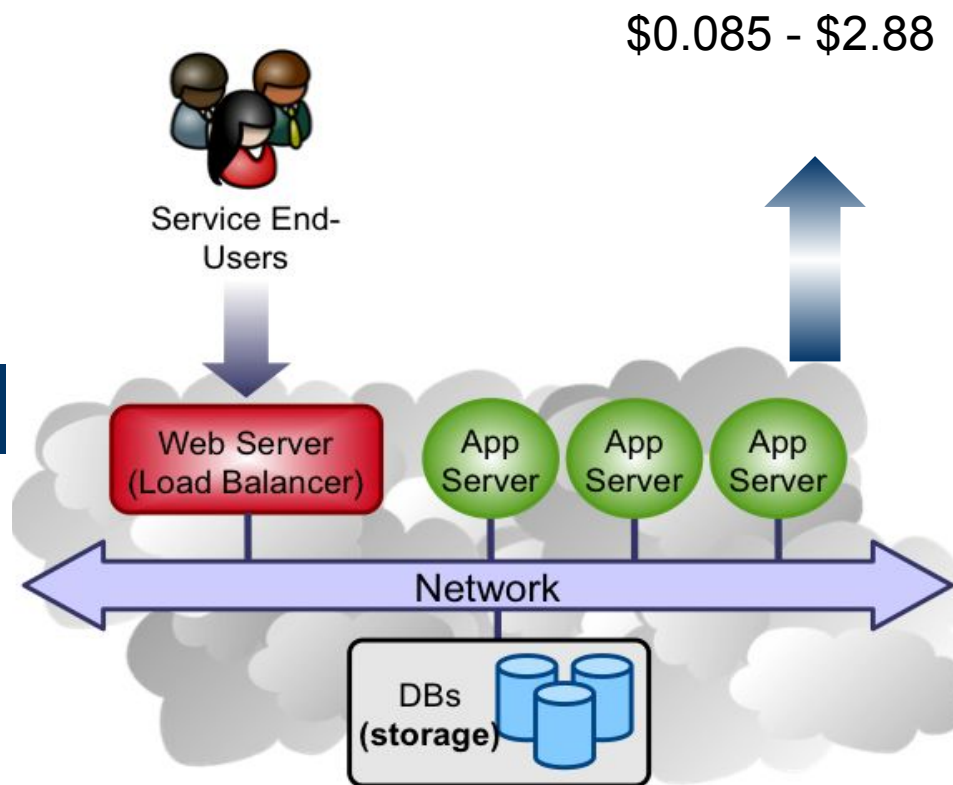 $0.085 - $2.88
Service End-
Users
Web Server
(Load Balancer)
App
Server
App
Server
App
Server
Network
DBs
(storage)